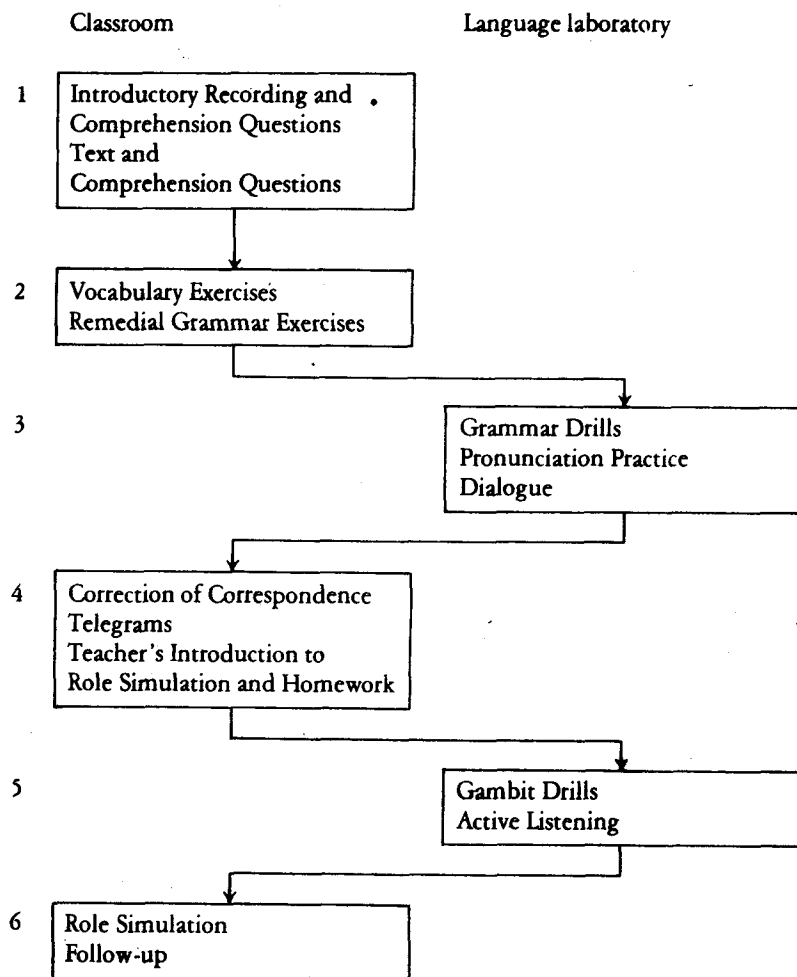 Classroom Language laboratory
1 Introductory Recording and
Comprehension Questions
Text and
Comprehension Questions
2 Vocabulary Exercises
Remedial Grammar Exercises
3 Grammar Drills
Pronunciation Practice
Dialogue
4 Correction of Correspondence
Telegrams
Teacher's Introduction to
Role Simulation and Homework
5 Gambit Drills
Active Listening
6 Role Simulation
Follow-up